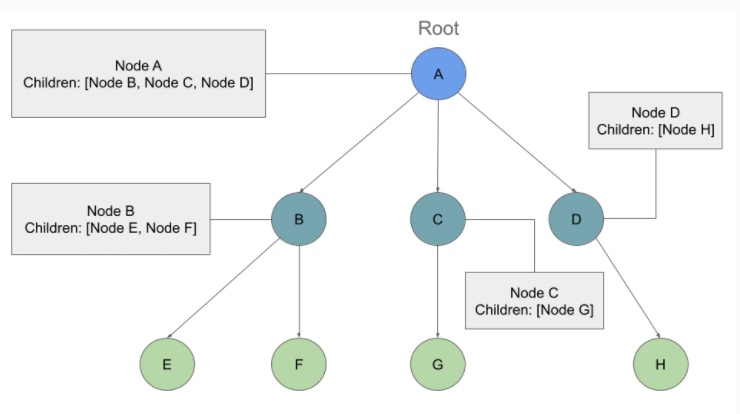 Root
Node A
Children: [Node B, Node C, Node D]
A
Node D
Children: [Node H]
Node B
Children: [Node E, Node F]
B
C
D
Node C
Children: [Node G]
E
F
G
H